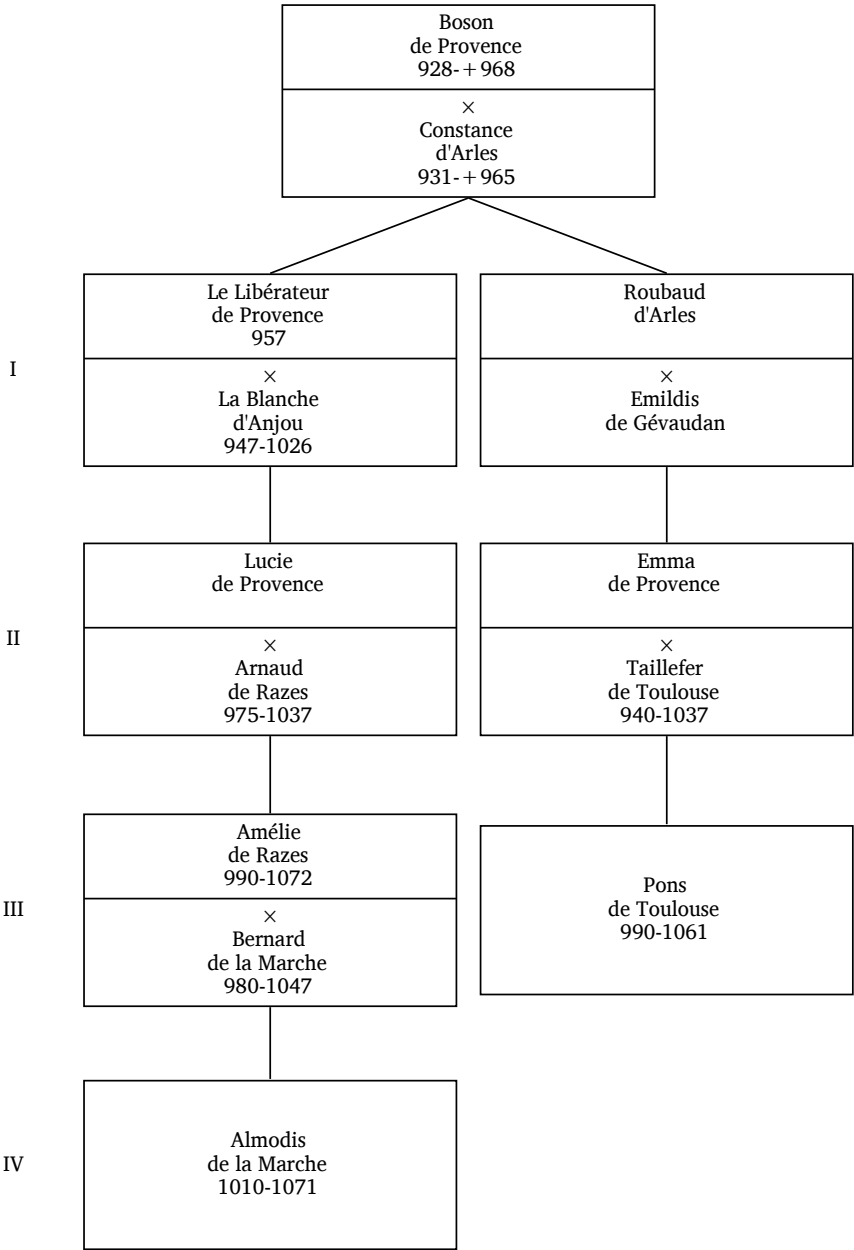 Boson
de Provence
928-+968
×
Constance
d'Arles
931-+965
I
Le Libérateur
de Provence
957
×
La Blanche
d'Anjou
947-1026
Roubaud
d'Arles
×
Emildis
de Gévaudan
II
Lucie
de Provence
×
Arnaud
de Razes
975-1037
Emma
de Provence
×
Taillefer
de Toulouse
940-1037
III
Amélie
de Razes
990-1072
×
Bernard
de la Marche
980-1047
Pons
de Toulouse
990-1061
IV
Almodis
de la Marche
1010-1071